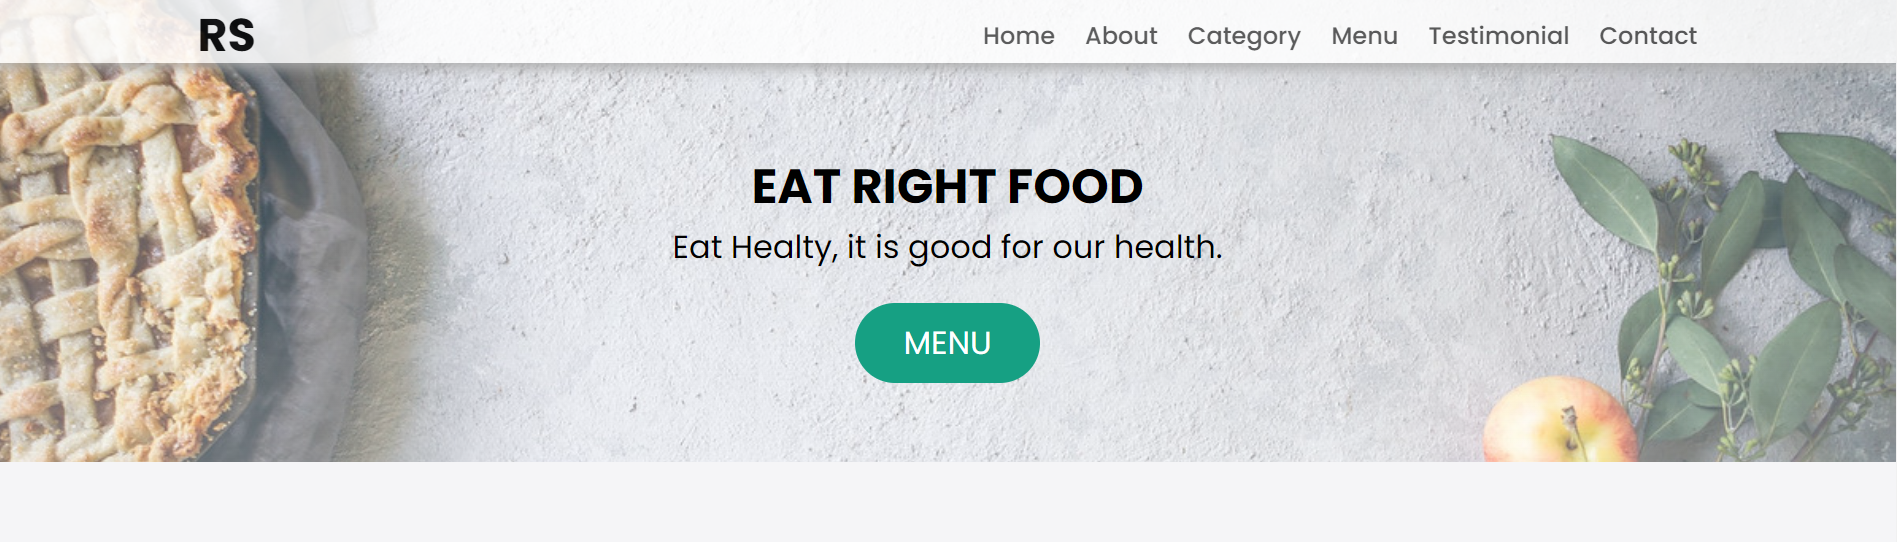 RS Home About Category Menu Testimonial Contact
EAT RIGHT FOOD
Eat Healty, it is good for our health.
MENU